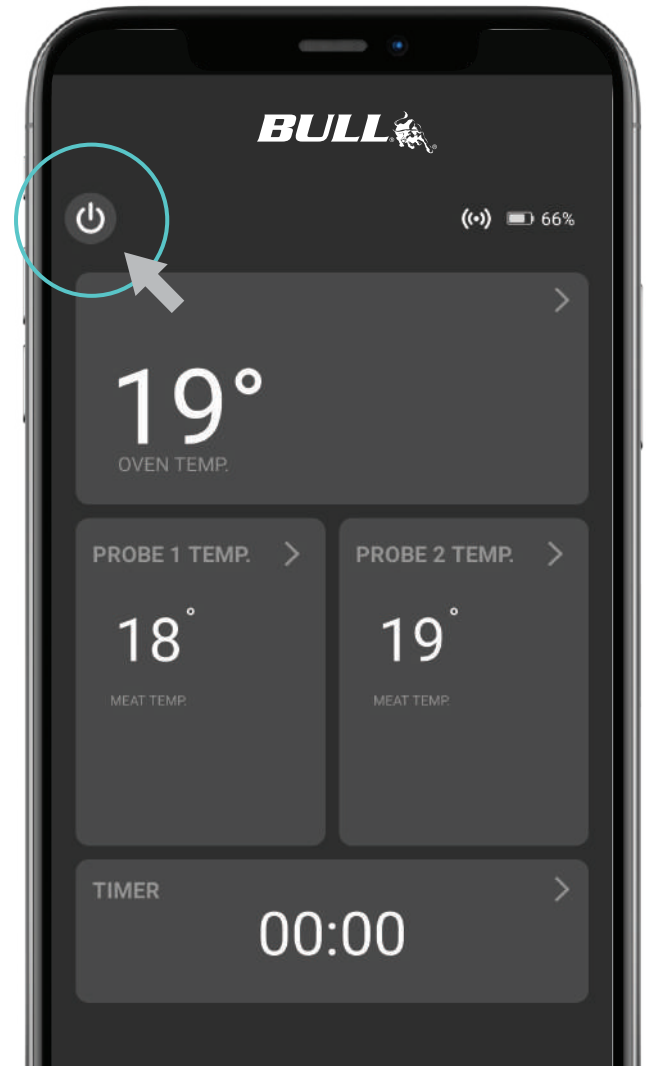 BULL
66%
19°
OVEN TEMP.
PROBE 1 TEMP.
PROBE 2 TEMP.
18°
19°
MEAT TEMP.
MEAT TEMP.
TIMER
00:00